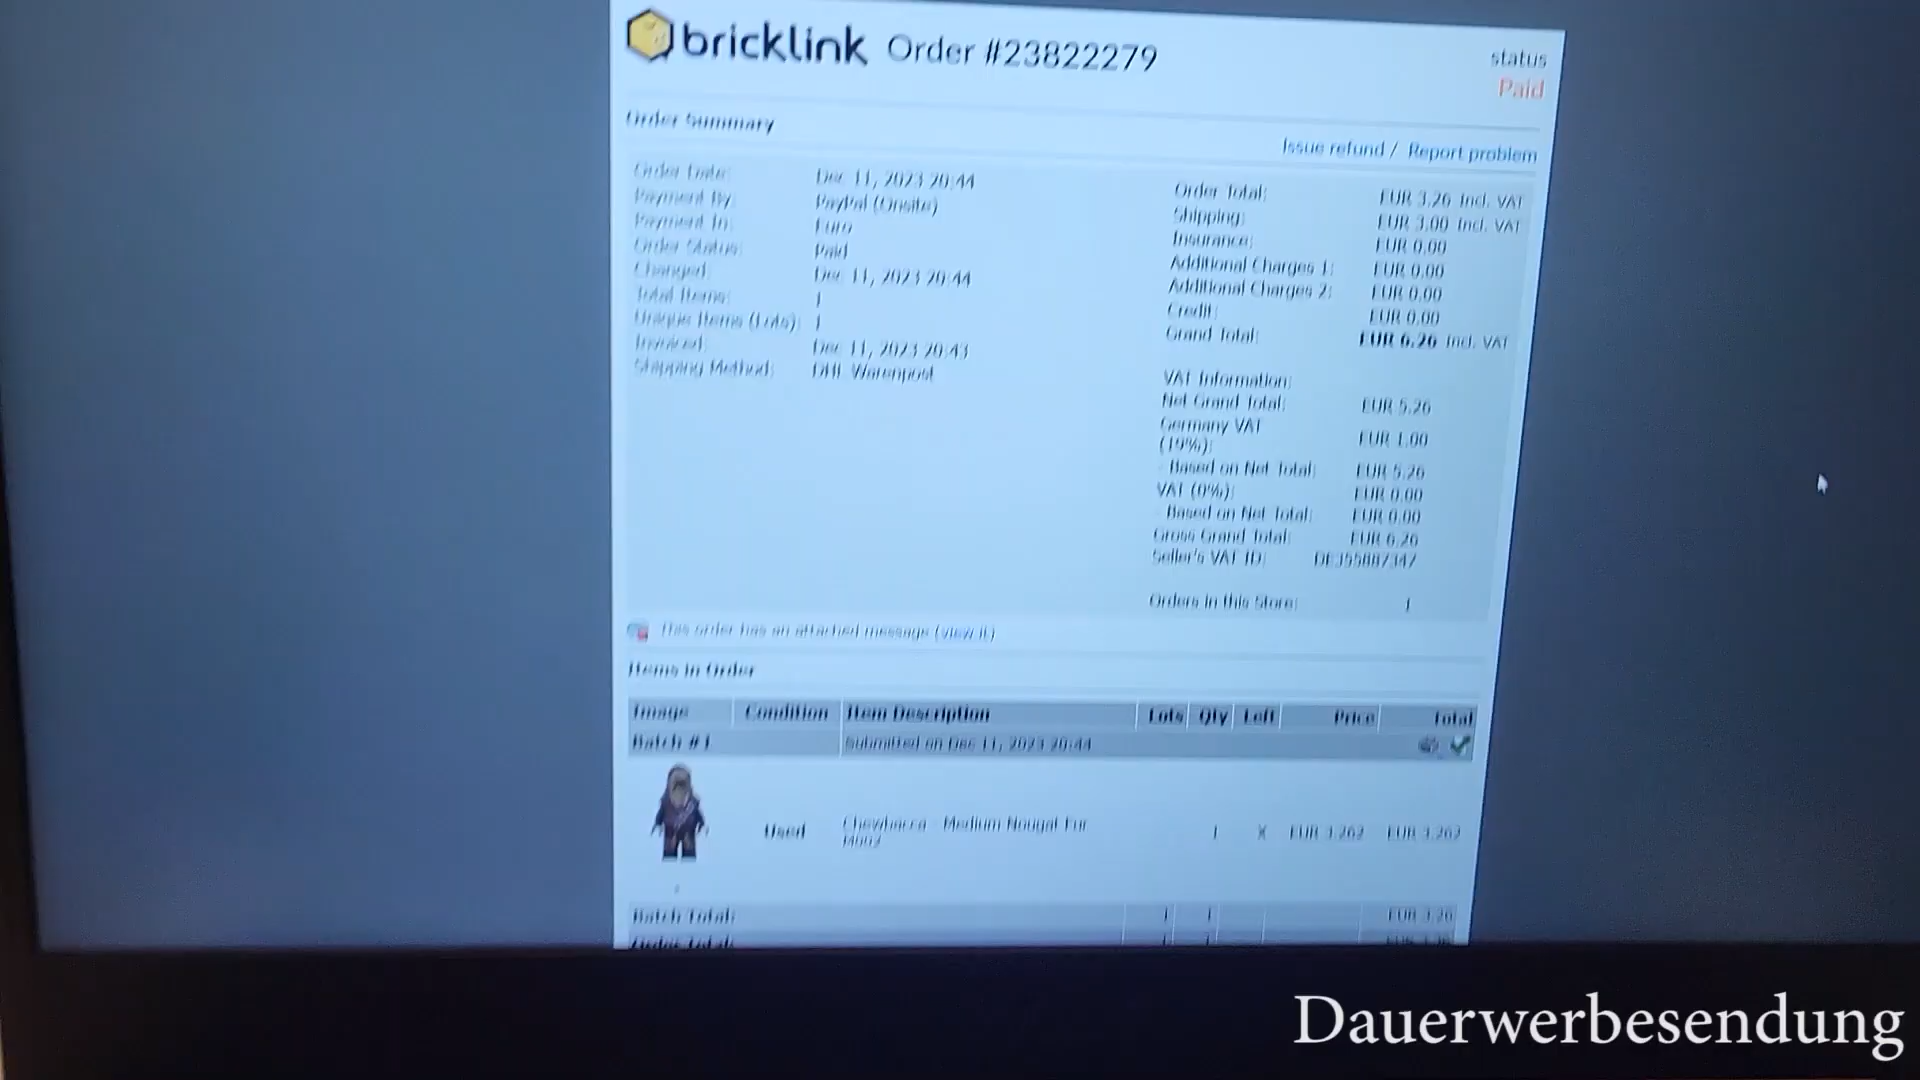 bricklink Order #23822279
status
Paid
Order Summary
Issue refund / Report problem
Order Date: Dec 11, 2023 20:44
Payment By: PayPal (Onsite)
Payment In: Euro
Order Status: Paid
Changed: Dec 11, 2023 20:44
Total Items: 1
Unique Items (Lots): 1
Invoiced: Dec 11, 2023 20:43
Shipping Method: DHL Warenpost
Order Total: EUR 3.26 Incl. VAT
Shipping: EUR 3.00 Incl. VAT
Insurance: EUR 0.00
Additional Charges 1: EUR 0.00
Additional Charges 2: EUR 0.00
Credit: EUR 0.00
Grand Total: EUR 6.26 Incl. VAT
VAT Information:
Net Grand Total: EUR 5.26
Germany VAT
(19%): EUR 1.00
- Based on Net Total: EUR 5.26
VAT (0%): EUR 0.00
- Based on Net Total: EUR 0.00
Gross Grand Total: EUR 6.26
Seller's VAT ID:
Orders in this Store: 1
This order has an attached message (view it)
Items in Order
Image Condition Item Description Lots Qty Left Price Total
Batch #1 Submitted on Dec 11, 2023 20:44
Used Chewbacca - Medium Nougat Fur 1 X EUR 3.262 EUR 3.262
Batch Total: 1 1 EUR 3.26
Order Total: 1 1
Dauerwerbesendung